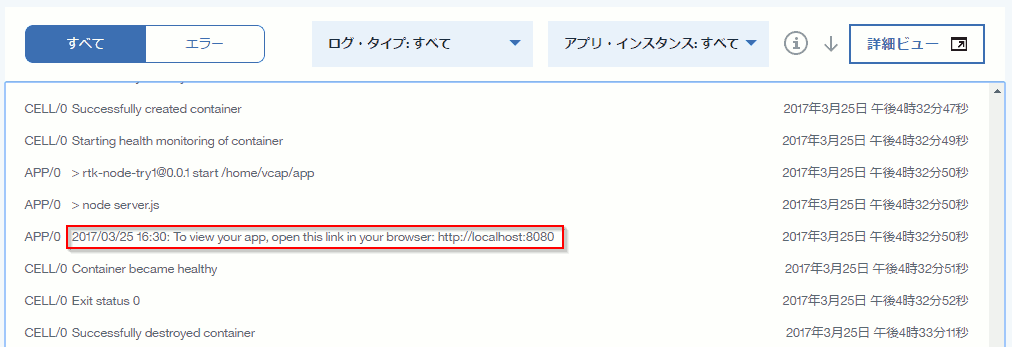 すべて エラー ログ・タイプ: すべて アプリ・インスタンス: すべて 詳細ビュー
CELL/0 Successfully created container 2017年3月25日 午後4時32分47秒
CELL/0 Starting health monitoring of container 2017年3月25日 午後4時32分49秒
APP/0 > rtk-node-try1@0.0.1 start /home/vcap/app 2017年3月25日 午後4時32分50秒
APP/0 > node server.js 2017年3月25日 午後4時32分50秒
APP/0 2017/03/25 16:30: To view your app, open this link in your browser: http://localhost:8080 2017年3月25日 午後4時32分50秒
CELL/0 Container became healthy 2017年3月25日 午後4時32分51秒
CELL/0 Exit status 0 2017年3月25日 午後4時32分52秒
CELL/0 Successfully destroyed container 2017年3月25日 午後4時33分11秒